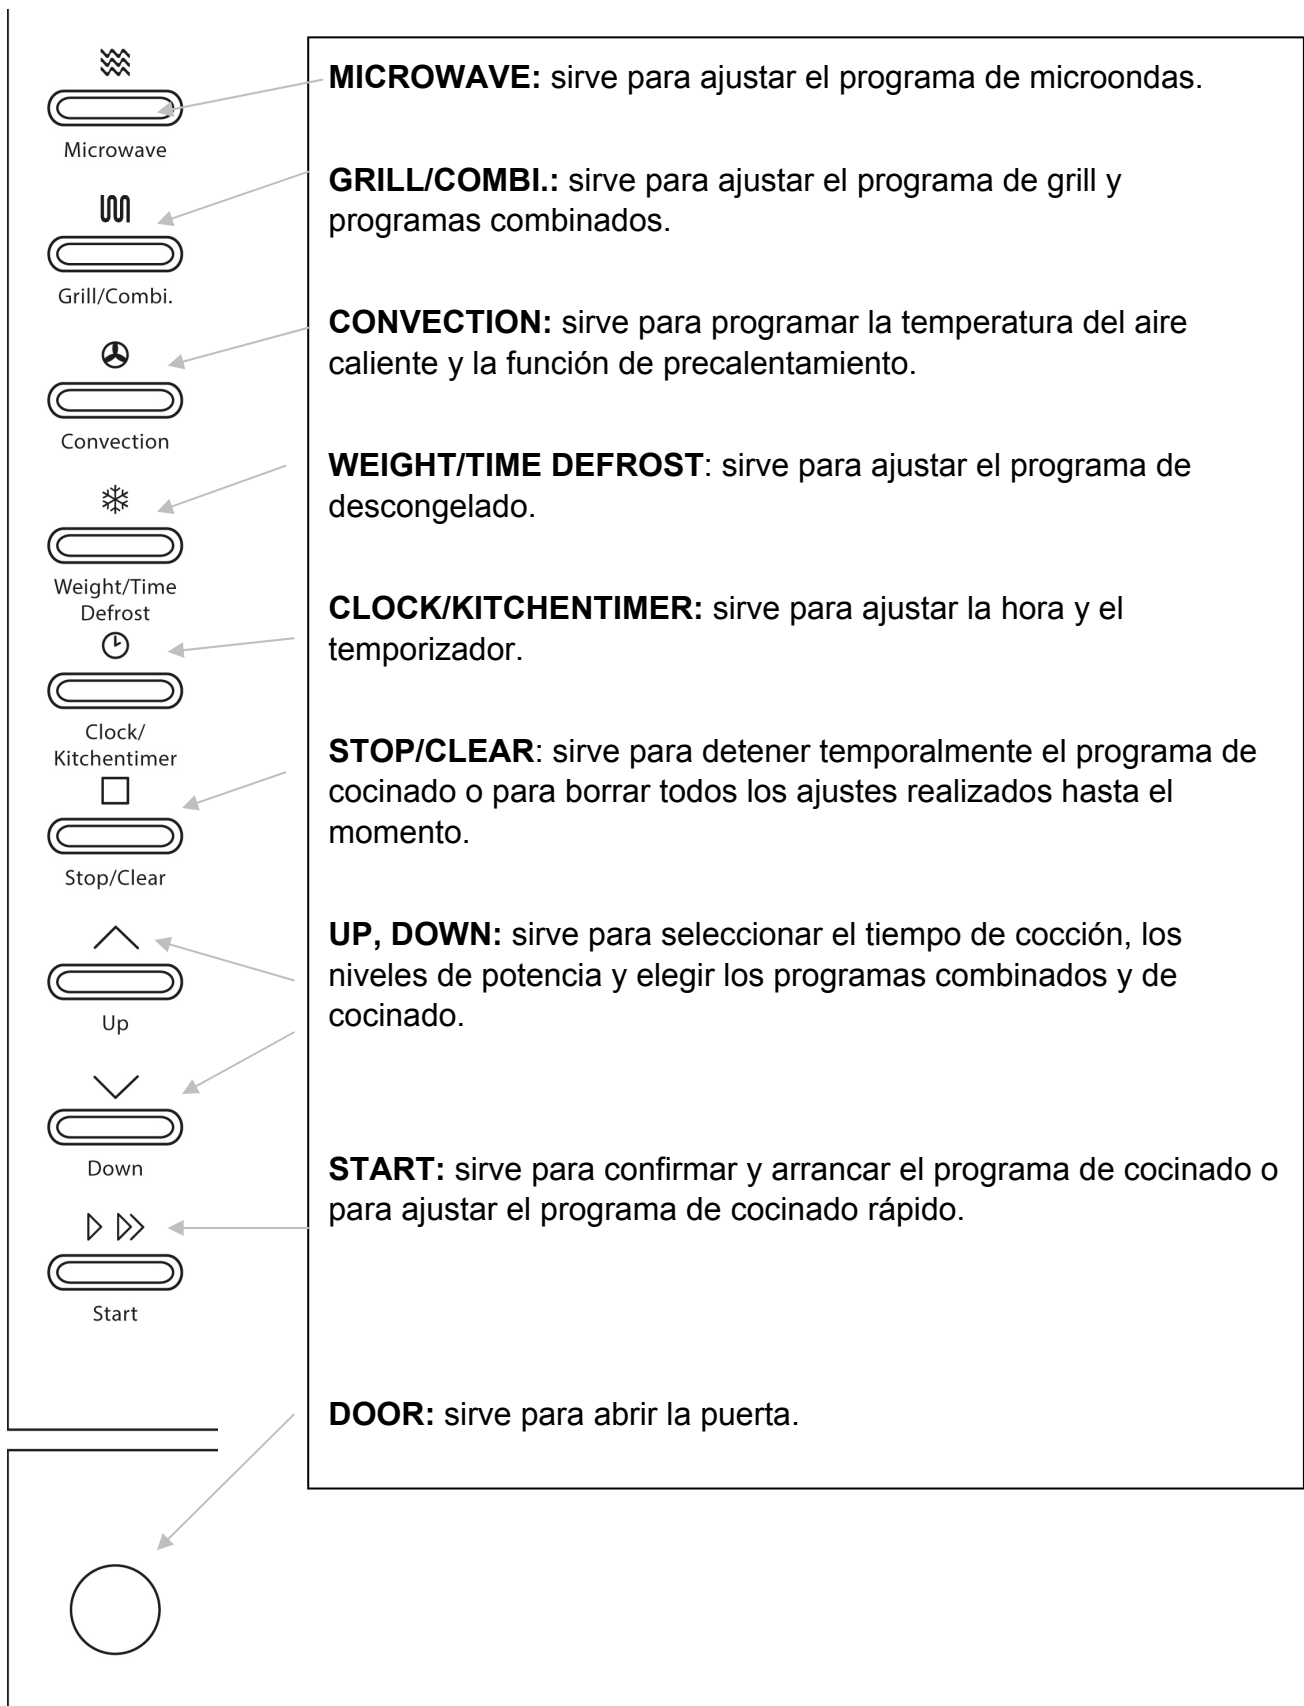 Microwave
Grill/Combi.
Convection
Weight/Time
Defrost
Clock/
Kitchentimer
Stop/Clear
Up
Down
Start
MICROWAVE: sirve para ajustar el programa de microondas.
GRILL/COMBI.: sirve para ajustar el programa de grill y
programas combinados.
CONVECTION: sirve para programar la temperatura del aire
caliente y la función de precalentamiento.
WEIGHT/TIME DEFROST: sirve para ajustar el programa de
descongelado.
CLOCK/KITCHENTIMER: sirve para ajustar la hora y el
temporizador.
STOP/CLEAR: sirve para detener temporalmente el programa de
cocinado o para borrar todos los ajustes realizados hasta el
momento.
UP, DOWN: sirve para seleccionar el tiempo de cocción, los
niveles de potencia y elegir los programas combinados y de
cocinado.
START: sirve para confirmar y arrancar el programa de cocinado o
para ajustar el programa de cocinado rápido.
DOOR: sirve para abrir la puerta.